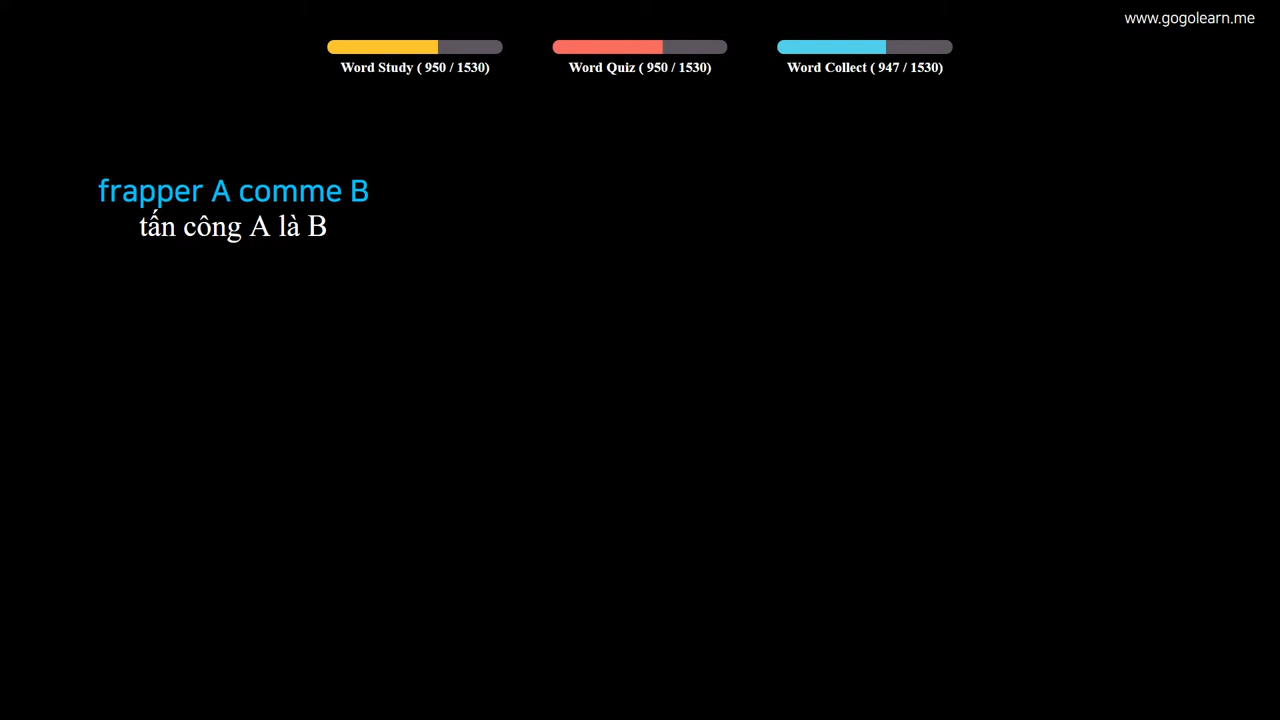 www.gogolearn.me
Word Study ( 950 / 1530)
Word Quiz ( 950 / 1530)
Word Collect ( 947 / 1530)
frapper A comme B
tấn công A là B